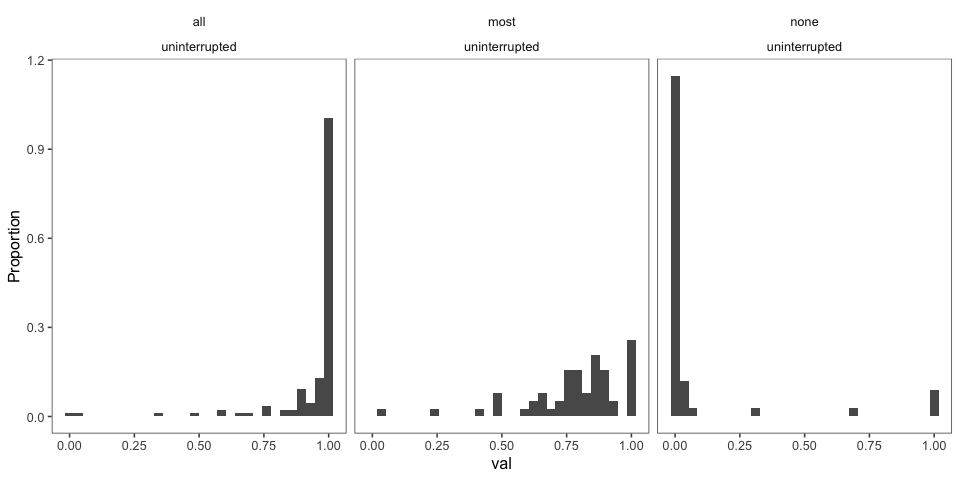 all most none
uninterrupted uninterrupted uninterrupted
1.2
0.9
0.6
0.3
0.0
Proportion
0.00 0.25 0.50 0.75 1.00 0.00 0.25 0.50 0.75 1.00 0.00 0.25 0.50 0.75 1.00
val